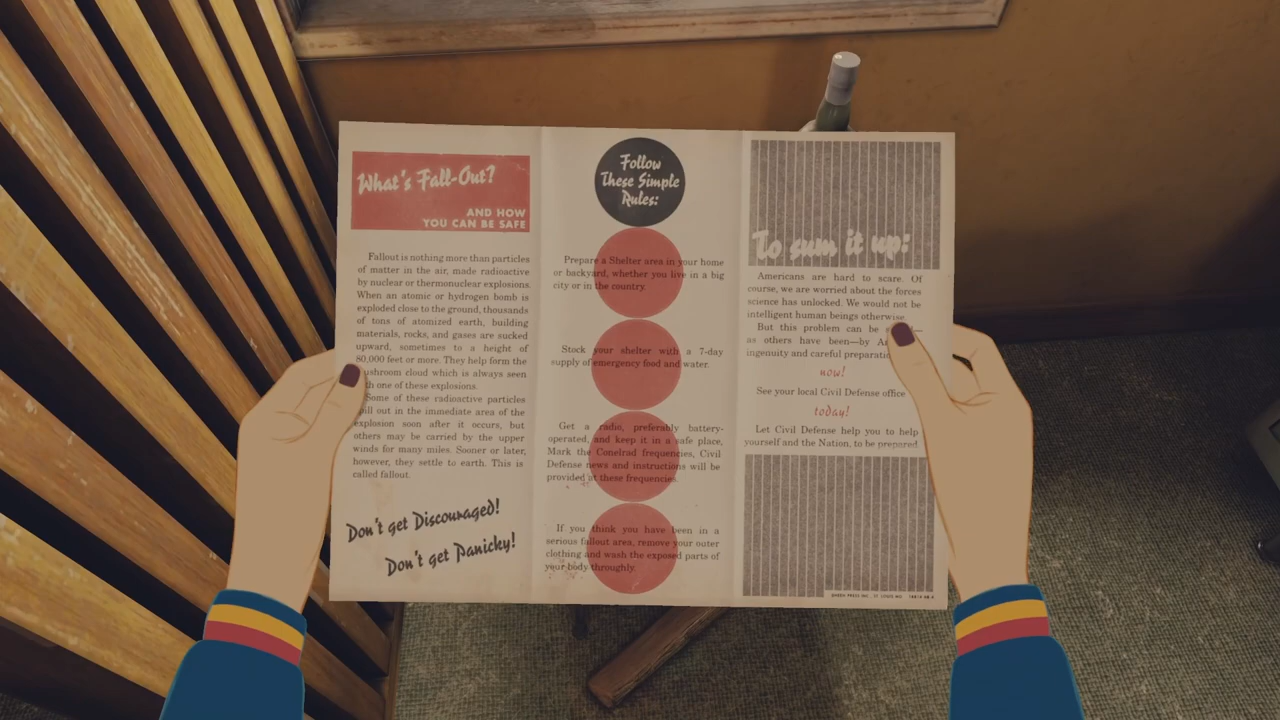 What's Fall-Out?
AND HOW
YOU CAN BE SAFE
Fallout is nothing more than particles
of matter in the air, made radioactive
by nuclear or thermonuclear explosions.
When an atomic or hydrogen bomb is
exploded close to the ground, thousands
of tons of atomized earth, building
materials, rocks, and gases are sucked
upward, sometimes to a height of
80,000 feet or more. They help form the
ushroom cloud which is always seen
th one of these explosions.
Some of these radioactive particles
ill out in the immediate area of the
explosion soon after it occurs, but
others may be carried by the upper
winds for many miles. Sooner or later,
however, they settle to earth. This is
called fallout.
Don't get Discouraged!
Don't get Panicky!
Follow
These Simple
Rules:
Prepare a Shelter area in your home
or backyard, whether you live in a big
city or in the country.
Stock your shelter with a 7-day
supply of emergency food and water.
Get a radio, preferably battery-
operated, and keep it in a safe place,
Mark the Conelrad frequencies, Civil
Defense news and instructions will be
provided at these frequencies.
If you think you have been in a
serious fallout area, remove your outer
clothing and wash the exposed parts of
your body throughly.
To sum it up:
Americans are hard to scare. Of
course, we are worried about the forces
science has unlocked. We would not be
intelligent human beings otherwise.
But this problem can be
as others have been—by
ingenuity and careful
now!
See your local Civil Defense office
today!
Let Civil Defense help you to help
yourself and the Nation, to be prepared.